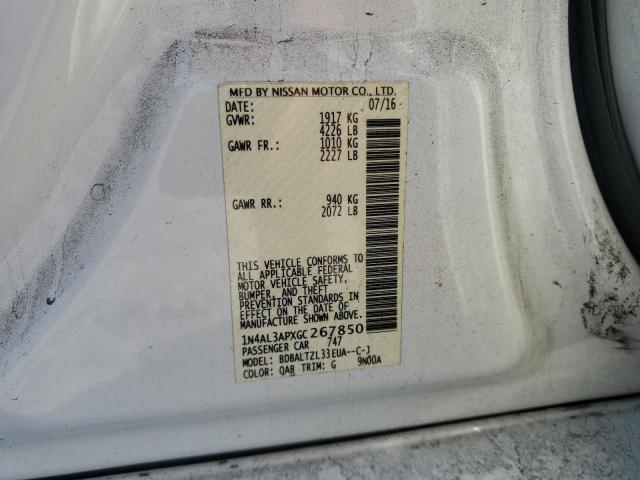 MFD BY NISSAN MOTOR CO., LTD.
DATE: 07/16
GVWR: 1917 KG
4226 LB
GAWR FR.: 1010 KG
2227 LB
GAWR RR.: 940 KG
2072 LB
THIS VEHICLE CONFORMS TO
ALL APPLICABLE FEDERAL
MOTOR VEHICLE SAFETY,
BUMPER, AND THEFT
PREVENTION STANDARDS IN
EFFECT ON THE DATE OF
MANUFACTURE SHOWN ABOVE.
1N4AL3APXGC267850
PASSENGER CAR 747
MODEL: BDBALTZL33EUA--C-J
COLOR: QAB TRIM: G 9N00A